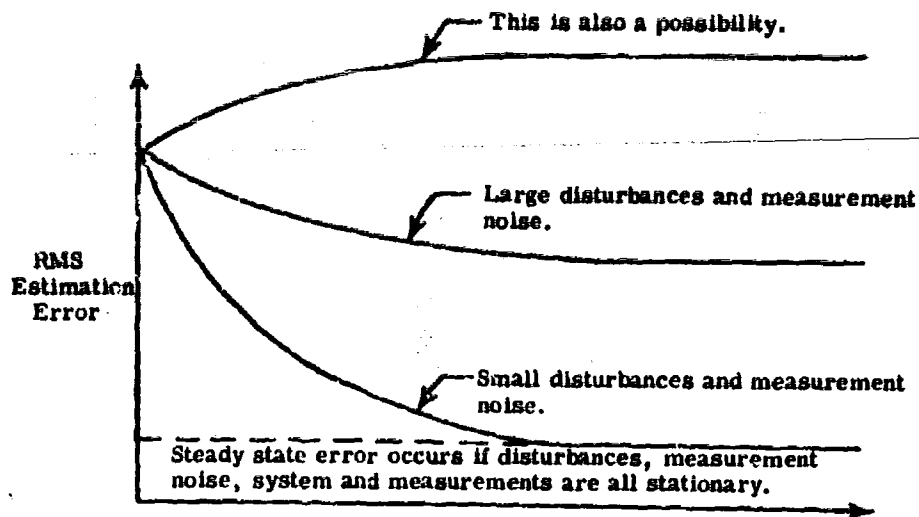 This is also a possibility.
Large disturbances and measurement
noise.
RMS
Estimation
Error
Small disturbances and measurement
noise.
Steady state error occurs if disturbances, measurement
noise, system and measurements are all stationary.